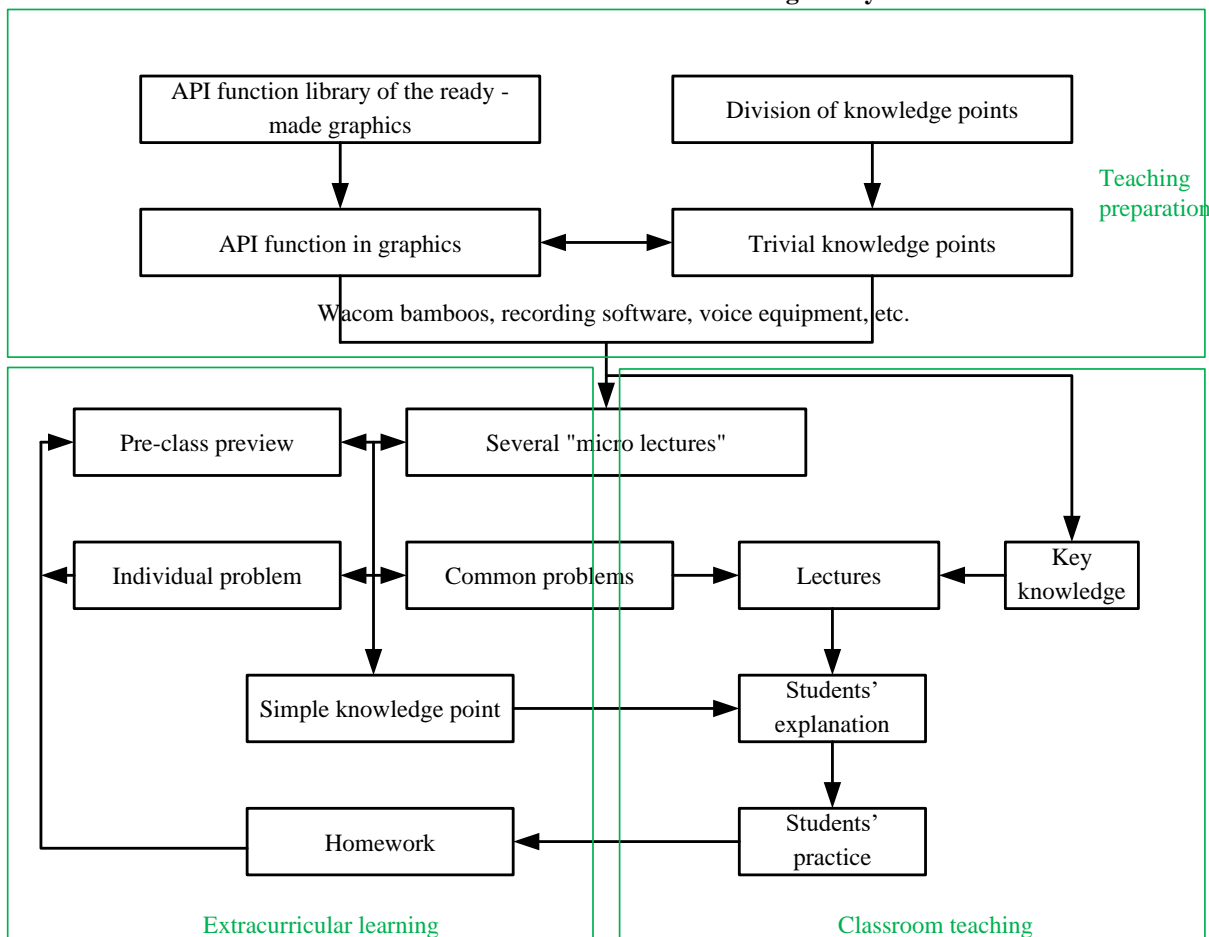 API function library of the ready -
made graphics
Division of knowledge points
Teaching
preparation
API function in graphics
Trivial knowledge points
Wacom bamboos, recording software, voice equipment, etc.
Pre-class preview
Several "micro lectures"
Individual problem
Common problems
Lectures
Key
knowledge
Simple knowledge point
Students’
explanation
Homework
Students’
practice
Extracurricular learning
Classroom teaching